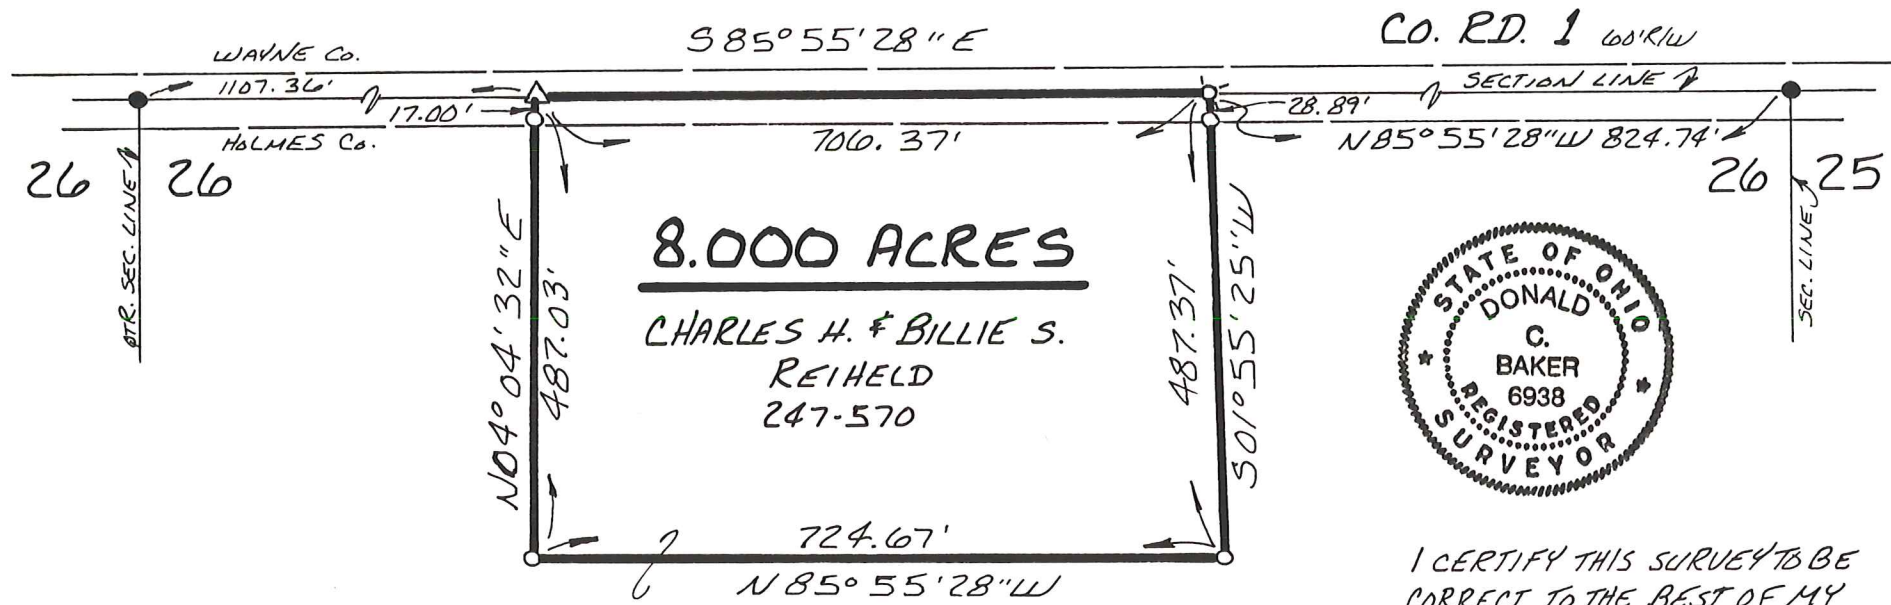 S 85° 55' 28" E
CO. RD. 1 60' R/W
WAYNE Co.
1107.36'
SECTION LINE
17.00'
28.89'
HOLMES Co.
706.37'
N 85° 55' 28" W 824.74'
26
26
26
25
QTR. SEC. LINE
SEC. LINE
N 04° 04' 32" E
487.03'
8.000 ACRES
CHARLES H. & BILLIE S.
REIHELD
247-570
487.37'
S 01° 55' 25" W
STATE OF OHIO
DONALD
C.
BAKER
6938
REGISTERED
SURVEYOR
724.67'
N 85° 55' 28" W
I CERTIFY THIS SURVEY TO BE
CORRECT TO THE BEST OF MY